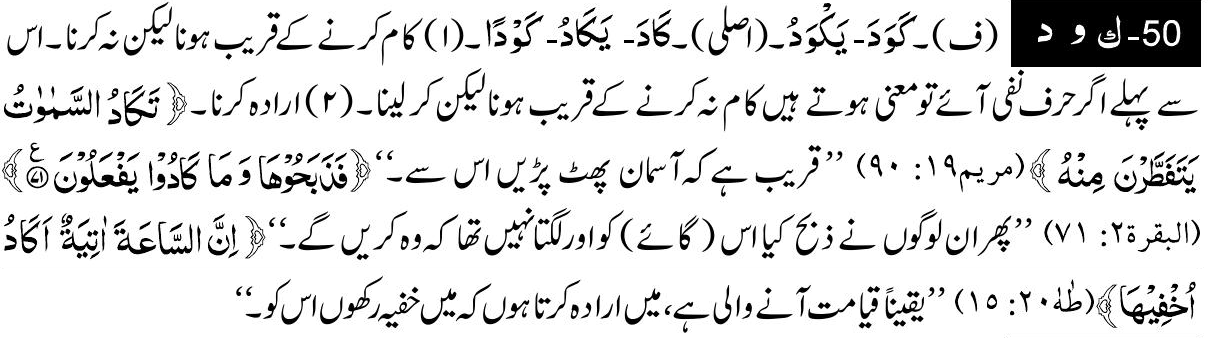 50-ك و د (ف)۔ گوَدَ- یَکْوَدُ۔ (اصلی)۔ کَادَ- یَکَادُ- کَوْدًا۔ (۱) کام کرنے کے قریب ہونا لیکن نہ کرنا۔ اس
سے پہلے اگر حرف نفی آئے تو معنی ہوتے ہیں کام نہ کرنے کے قریب ہونا لیکن کر لینا۔ (۲) ارادہ کرنا۔ ﴿ تَکَادُ السَّمٰوٰتُ
یَتَفَطَّرْنَ مِنْهُ ﴾ (مریم۱۹: ۹۰) ’’قریب ہے کہ آسمان پھٹ پڑیں اس سے۔‘‘ ﴿ فَذَبَحُوْهَا وَ مَا کَادُوْا یَفْعَلُوْنَ ۧ۝۷۱ ﴾
(البقرة۲: ۷۱) ’’پھر ان لوگوں نے ذبح کیا اس (گائے) کو اور لگتا نہیں تھا کہ وہ کریں گے۔‘‘ ﴿ اِنَّ السَّاعَةَ اٰتِیَةٌ اَکَادُ
اُخْفِیْهَا ﴾ (طٰهٰ۲۰: ۱۵) ’’یقیناً قیامت آنے والی ہے، میں ارادہ کرتا ہوں کہ میں خفیہ رکھوں اس کو۔‘‘